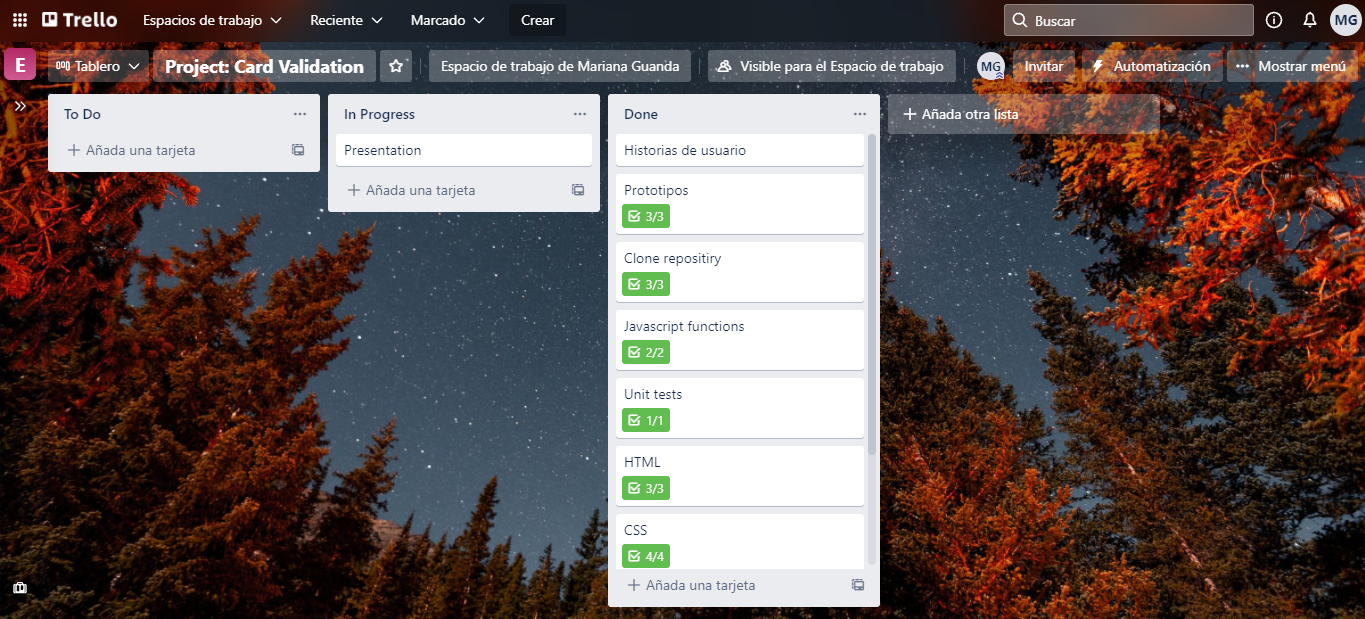 Trello Espacios de trabajo Reciente Marcado Crear Buscar MG
E Tablero Project: Card Validation Espacio de trabajo de Mariana Guanda Visible para el Espacio de trabajo MG Invitar Automatización Mostrar menú
To Do
Añada una tarjeta
In Progress
Presentation
Añada una tarjeta
Done
Historias de usuario
Prototipos
3/3
Clone repositiry
3/3
Javascript functions
2/2
Unit tests
1/1
HTML
3/3
CSS
4/4
Añada una tarjeta
Añada otra lista